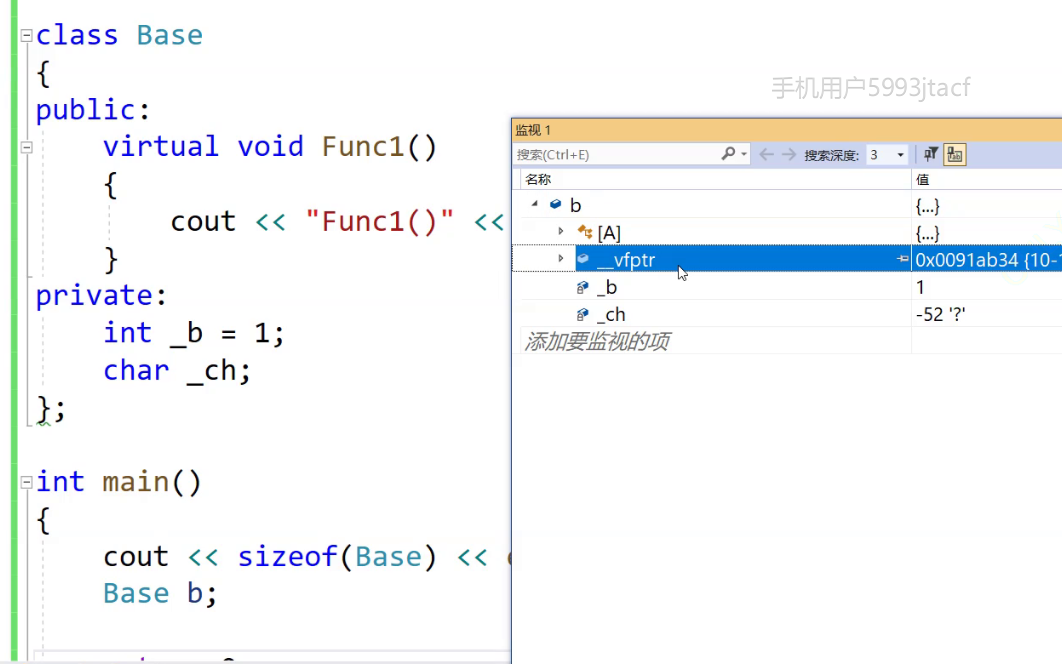 class Base
{
手机用户5993jtacf
public:
virtual void Func1()
{
cout << "Func1()" <<
}
private:
int _b = 1;
char _ch;
};
int main()
{
cout << sizeof(Base) <<
Base b;
监视 1
搜索(Ctrl+E)
搜索深度: 3
名称 值
b {...}
[A] {...}
__vfptr 0x0091ab34 {10-
_b 1
_ch -52 '?'
添加要监视的项